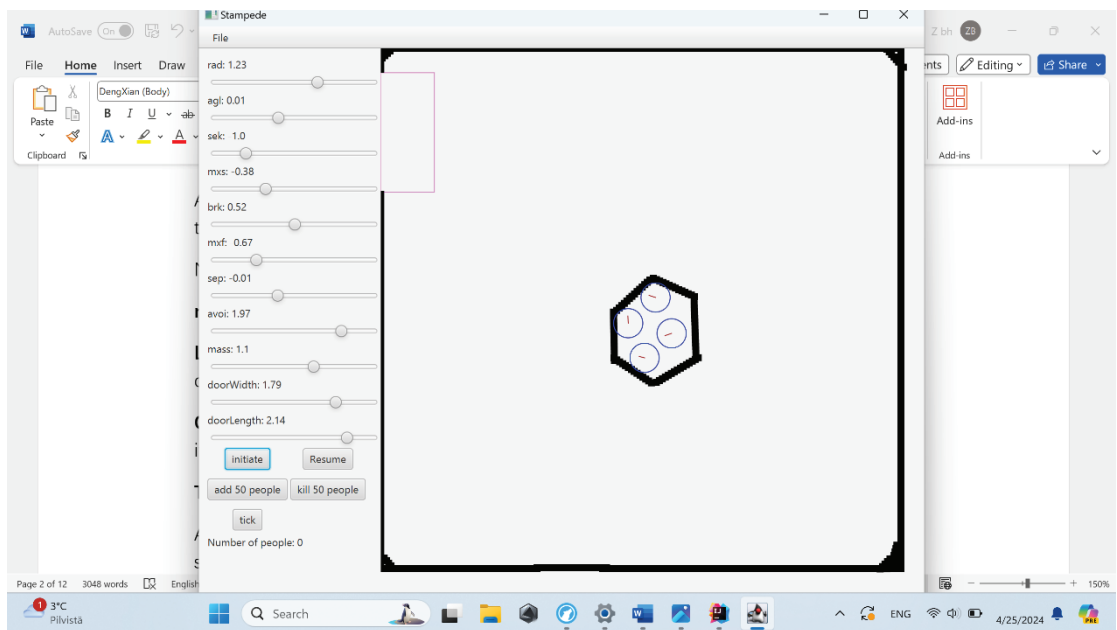 AutoSave On
Stampede
Z bh ZB
File
File Home Insert Draw
nts Editing Share
DengXian (Body)
Paste
B I U ab
A A
Clipboard
Add-ins
Add-ins
rad: 1.23
agl: 0.01
sek: 1.0
mxs: -0.38
brk: 0.52
mxf: 0.67
sep: -0.01
avoi: 1.97
mass: 1.1
doorWidth: 1.79
doorLength: 2.14
initiate Resume
add 50 people kill 50 people
tick
Number of people: 0
Page 2 of 12 3048 words English
150%
1 3°C
Pilvistä
Search
ENG
4/25/2024
PRE